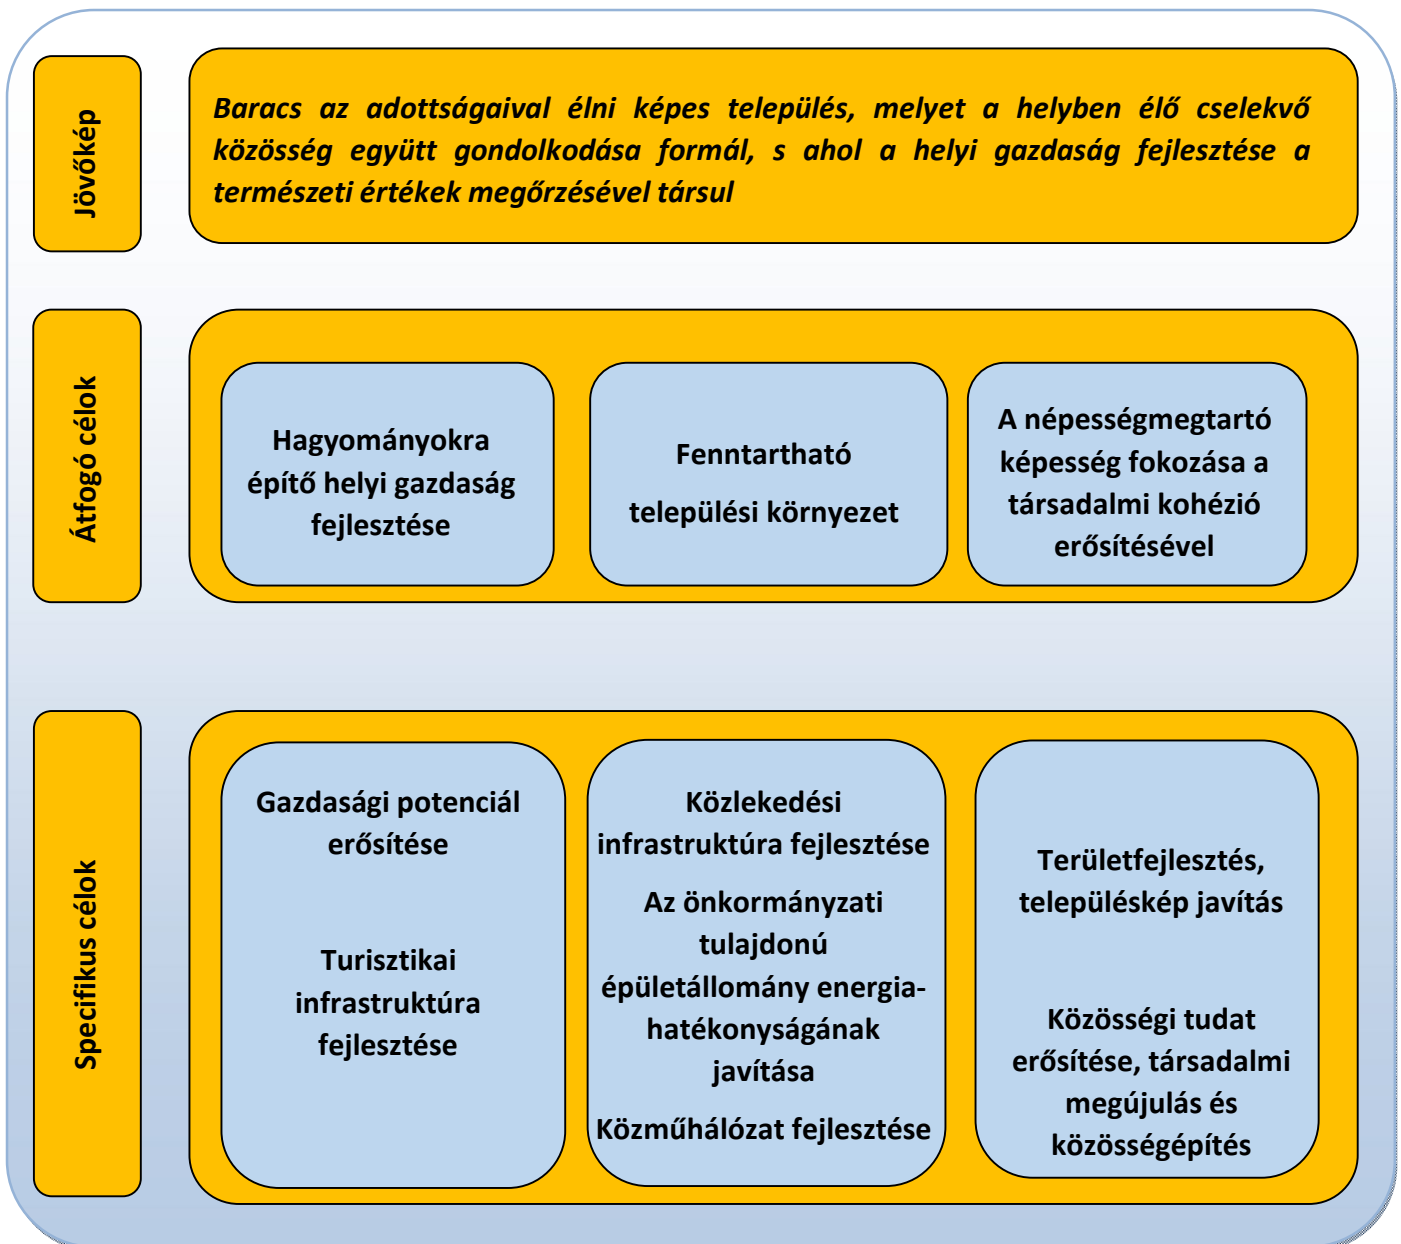 Jövőkép
Baracs az adottságaival élni képes település, melyet a helyben élő cselekvő
közösség együtt gondolkodása formál, s ahol a helyi gazdaság fejlesztése a
természeti értékek megőrzésével társul
Átfogó célok
Hagyományokra
építő helyi gazdaság
fejlesztése
Fenntartható
települési környezet
A népességmegtartó
képesség fokozása a
társadalmi kohézió
erősítésével
Specifikus célok
Gazdasági potenciál
erősítése
Turisztikai
infrastruktúra
fejlesztése
Közlekedési
infrastruktúra fejlesztése
Az önkormányzati
tulajdonú
épületállomány energia-
hatékonyságának
javítása
Közműhálózat fejlesztése
Területfejlesztés,
településkép javítás
Közösségi tudat
erősítése, társadalmi
megújulás és
közösségépítés